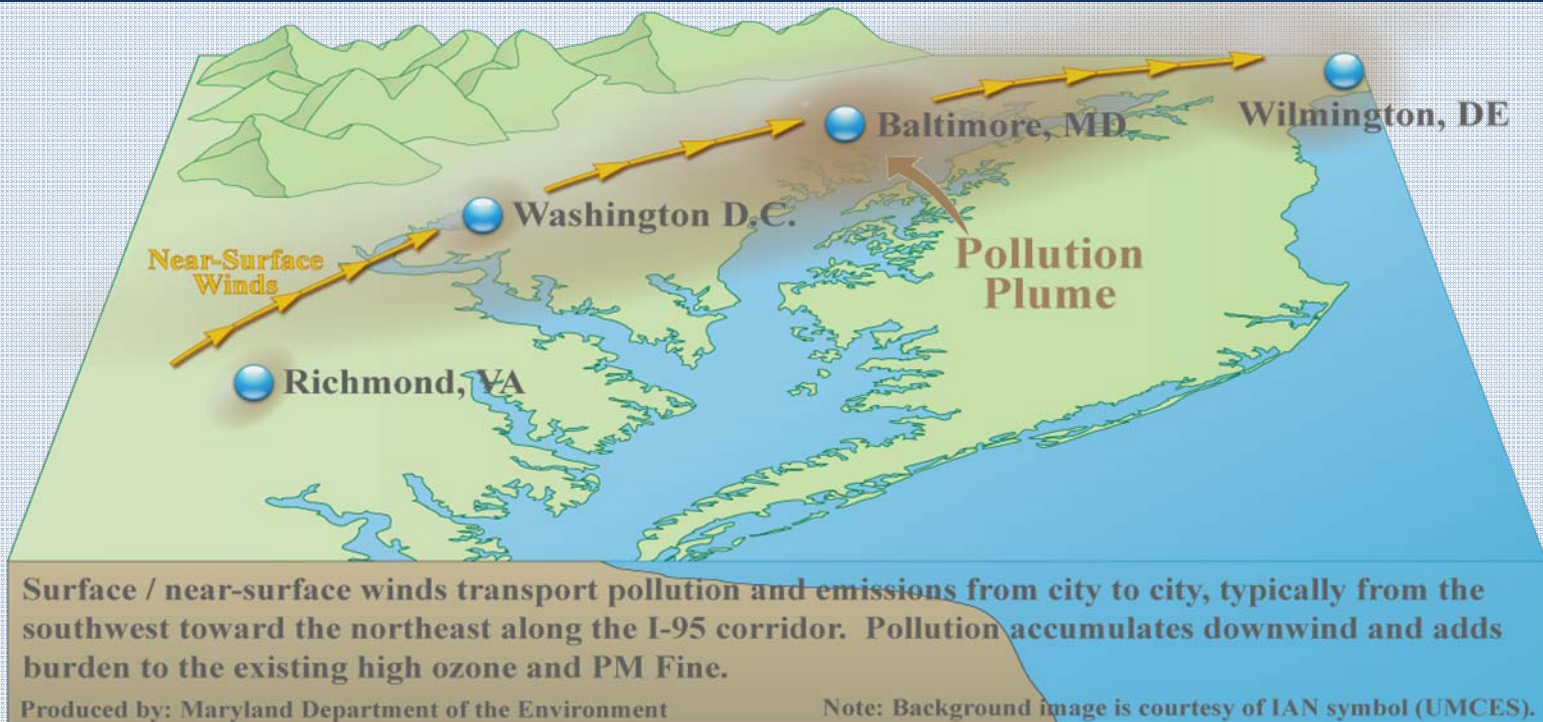 Baltimore, MD
Wilmington, DE
Washington D.C.
Near-Surface
Winds
Pollution
Plume
Richmond, VA
Surface / near-surface winds transport pollution and emissions from city to city, typically from the
southwest toward the northeast along the I-95 corridor.  Pollution accumulates downwind and adds
burden to the existing high ozone and PM Fine.
Produced by: Maryland Department of the Environment
Note: Background image is courtesy of IAN symbol (UMCES).